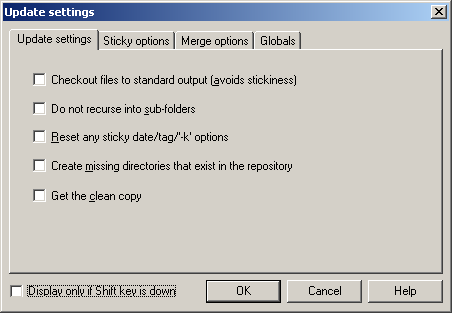 Update settings
Update settings
Sticky options
Merge options
Globals
Checkout files to standard output (avoids stickiness)
Do not recurse into sub-folders
Reset any sticky date/tag/'-k' options
Create missing directories that exist in the repository
Get the clean copy
Display only if Shift key is down
OK
Cancel
Help